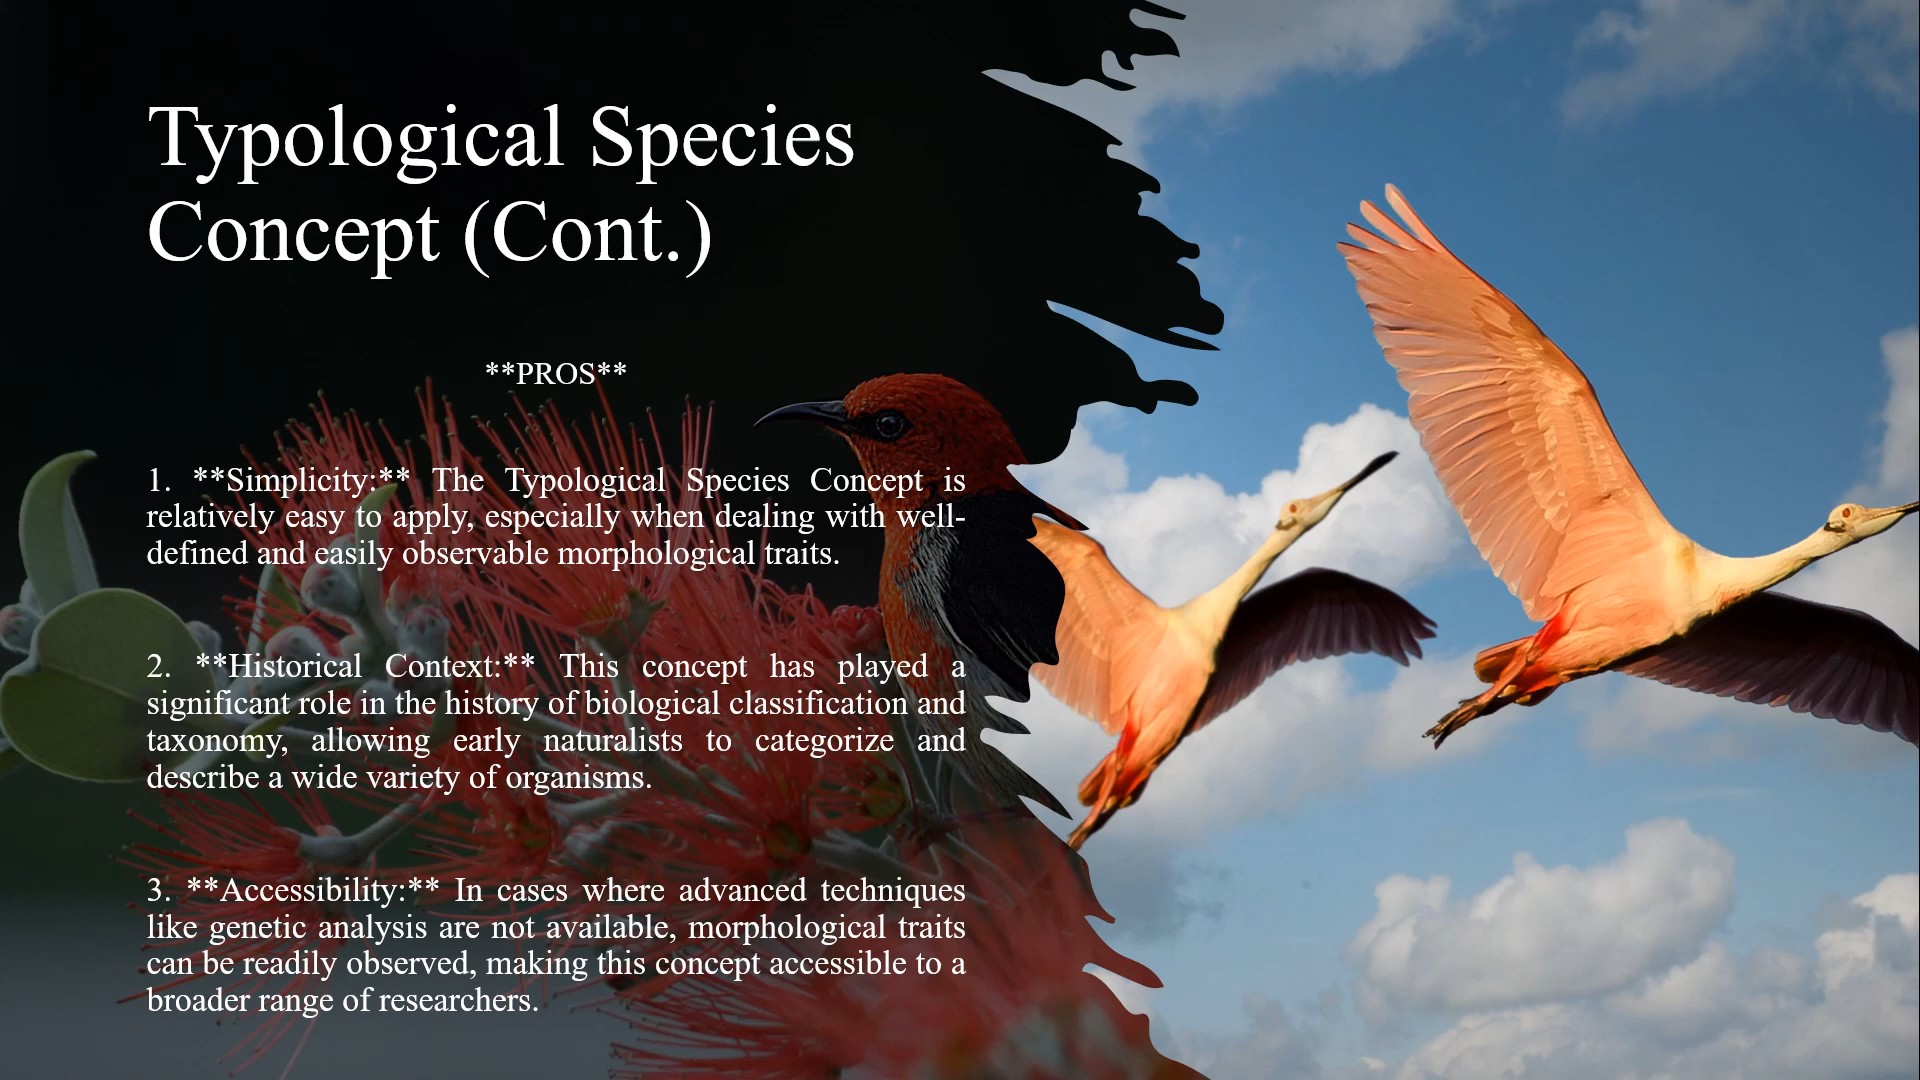 Typological Species
Concept (Cont.)
**PROS**
1. **Simplicity:** The Typological Species Concept is
relatively easy to apply, especially when dealing with well-
defined and easily observable morphological traits.
2. **Historical Context:** This concept has played a
significant role in the history of biological classification and
taxonomy, allowing early naturalists to categorize and
describe a wide variety of organisms.
3. **Accessibility:** In cases where advanced techniques
like genetic analysis are not available, morphological traits
can be readily observed, making this concept accessible to a
broader range of researchers.